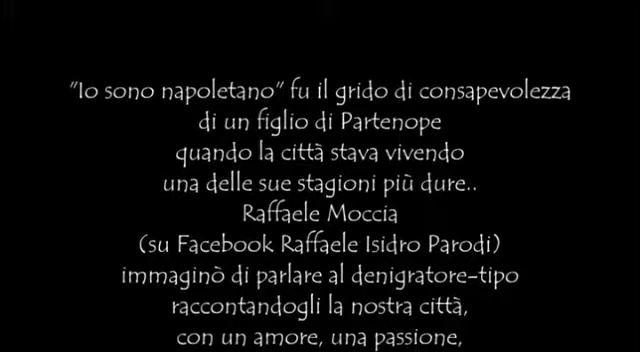 "Io sono napoletano" fu il grido di consapevolezza
di un figlio di Partenope
quando la città stava vivendo
una delle sue stagioni più dure..
Raffaele Moccia
(su Facebook Raffaele Isidro Parodi)
immaginò di parlare al denigratore-tipo
raccontandogli la nostra città,
con un amore, una passione,